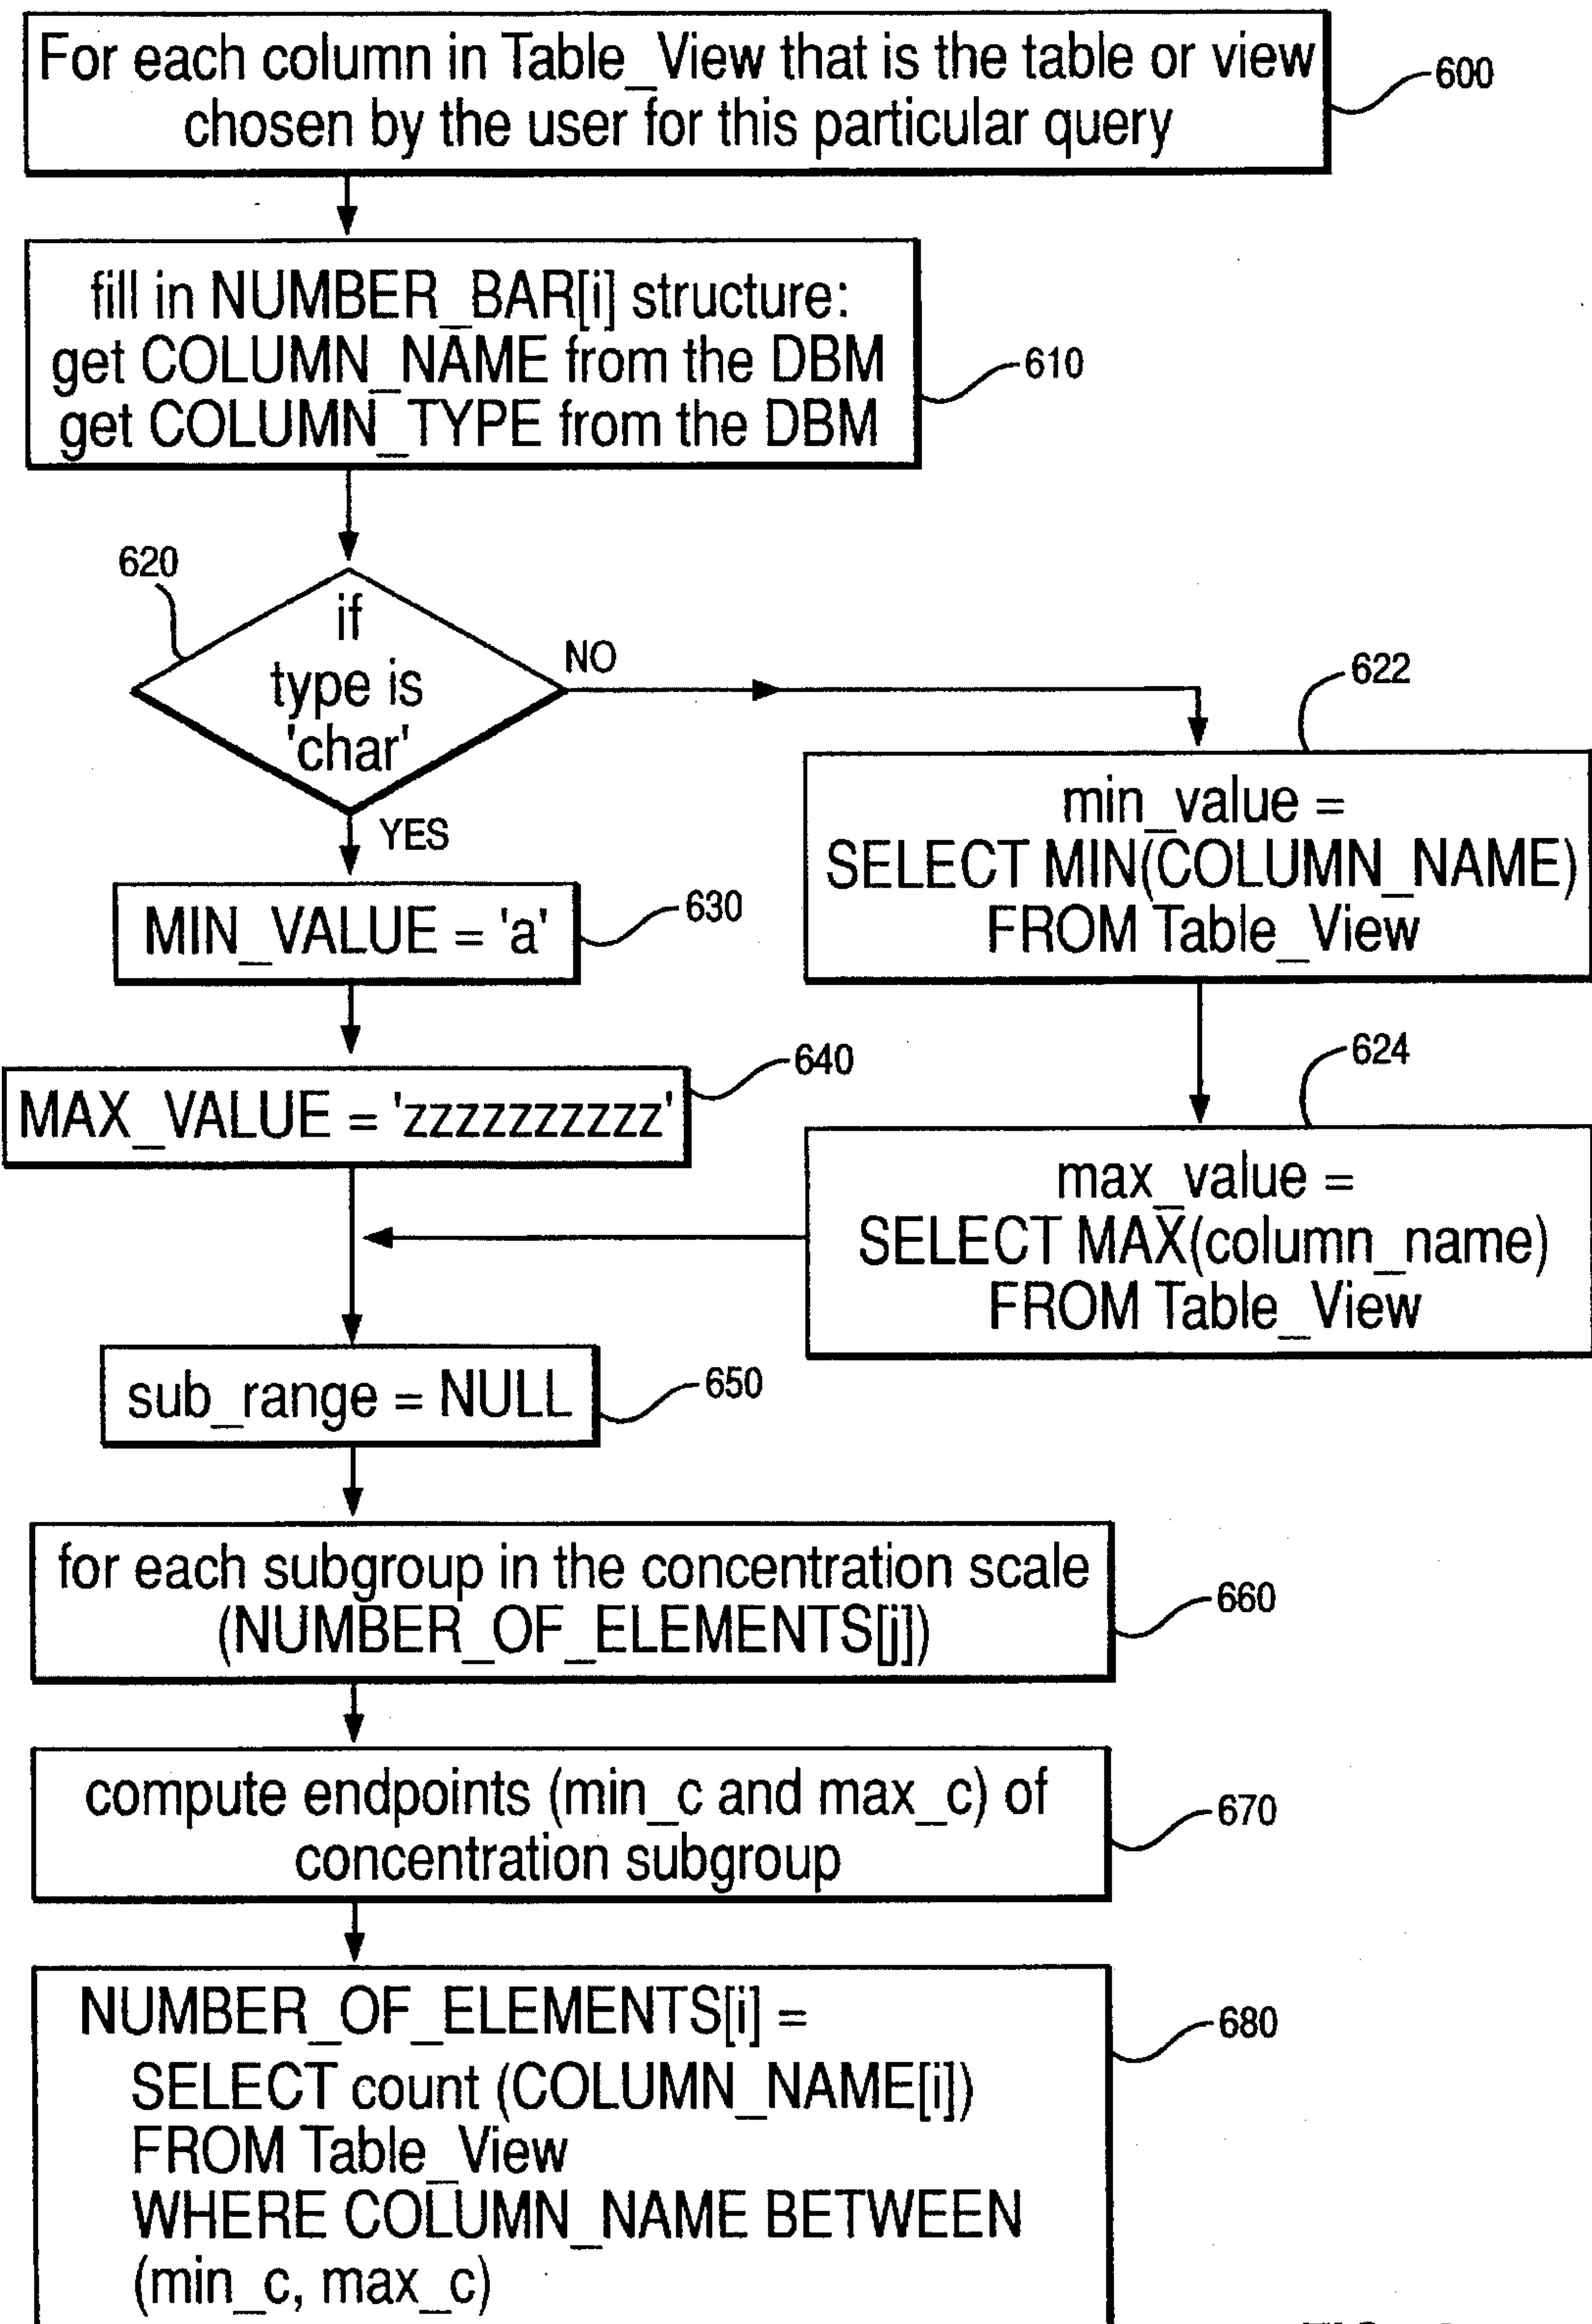 For each column in Table_View that is the table or view
chosen by the user for this particular query
600
fill in NUMBER_BAR[i] structure:
get COLUMN_NAME from the DBM
get COLUMN_TYPE from the DBM
610
620
if
type is
'char'
NO
YES
622
min_value =
SELECT MIN(COLUMN_NAME)
FROM Table_View
MIN_VALUE = 'a'
630
MAX_VALUE = 'zzzzzzzzzz'
640
624
max_value =
SELECT MAX(column_name)
FROM Table_View
sub_range = NULL
650
for each subgroup in the concentration scale
(NUMBER_OF_ELEMENTS[j])
660
compute endpoints (min_c and max_c) of
concentration subgroup
670
NUMBER_OF_ELEMENTS[i] =
SELECT count (COLUMN_NAME[i])
FROM Table_View
WHERE COLUMN_NAME BETWEEN
(min_c, max_c)
680